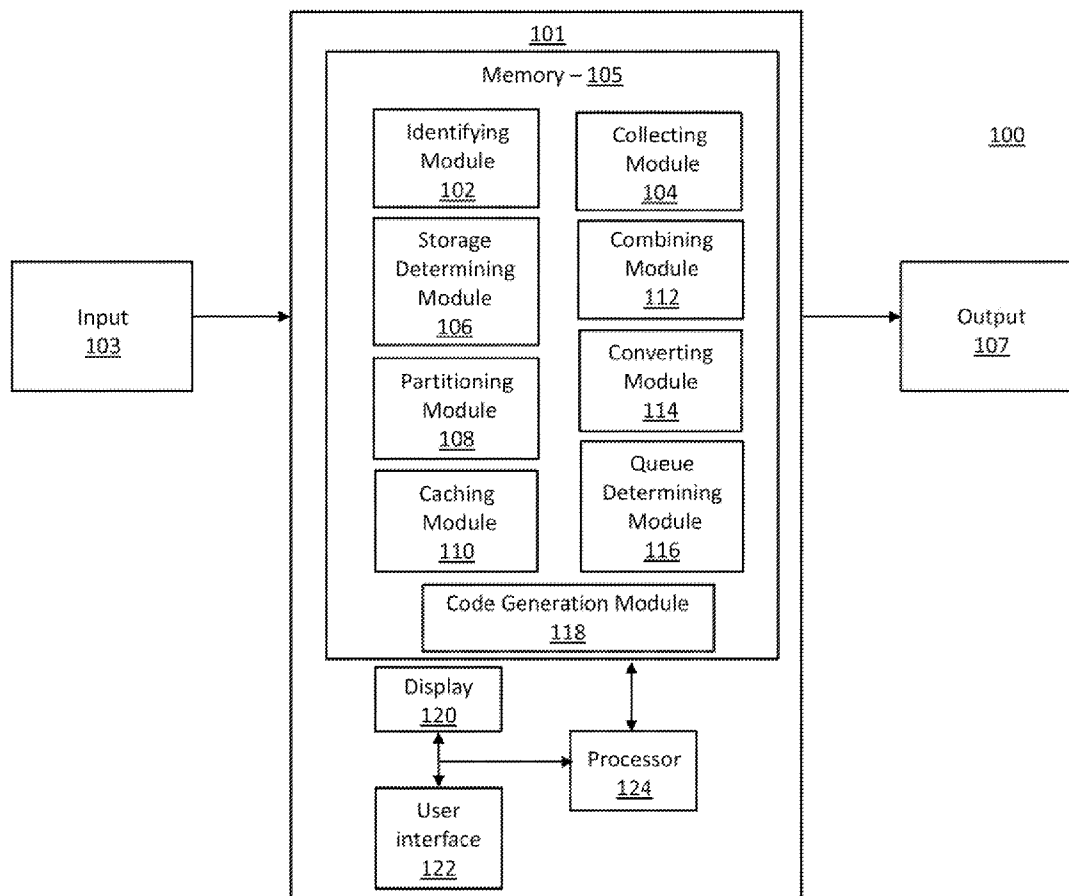 101
Memory – 105
Identifying
Module
102
Collecting
Module
104
100
Storage
Determining
Module
106
Combining
Module
112
Input
103
Output
107
Partitioning
Module
108
Converting
Module
114
Caching
Module
110
Queue
Determining
Module
116
Code Generation Module
118
Display
120
Processor
124
User
interface
122